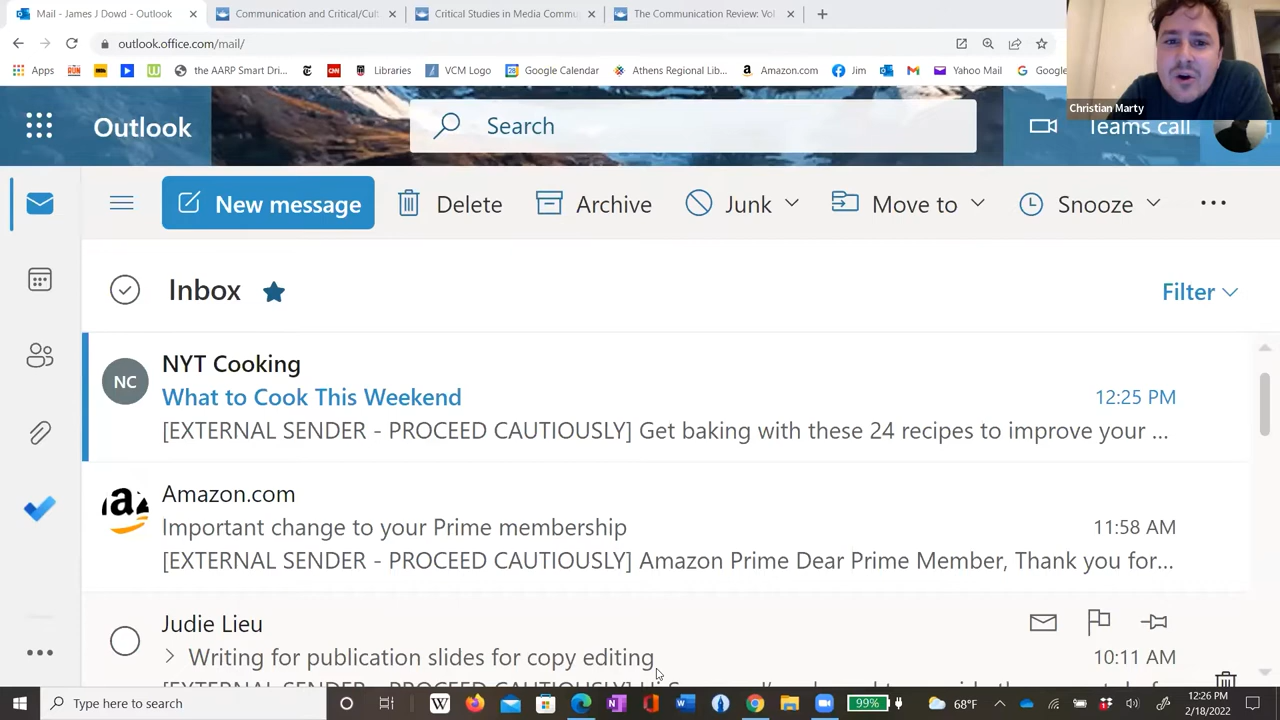 Mail - James J Dowd - Outlook
Communication and Critical/Cult
Critical Studies in Media Commu
The Communication Review: Vol
outlook.office.com/mail/
Apps
RUN
the AARP Smart Dri...
CNN
Libraries
VCM Logo
28
Google Calendar
Athens Regional Lib...
Amazon.com
Jim
Yahoo Mail
Google
Christian Marty
Outlook
Search
Teams call
New message
Delete
Archive
Junk
Move to
Snooze
Inbox
Filter
NC
NYT Cooking
What to Cook This Weekend
12:25 PM
[EXTERNAL SENDER - PROCEED CAUTIOUSLY] Get baking with these 24 recipes to improve your ...
Amazon.com
Important change to your Prime membership
11:58 AM
[EXTERNAL SENDER - PROCEED CAUTIOUSLY] Amazon Prime Dear Prime Member, Thank you for...
Judie Lieu
Writing for publication slides for copy editing
10:11 AM
Type here to search
99%
68°F
12:26 PM
2/18/2022